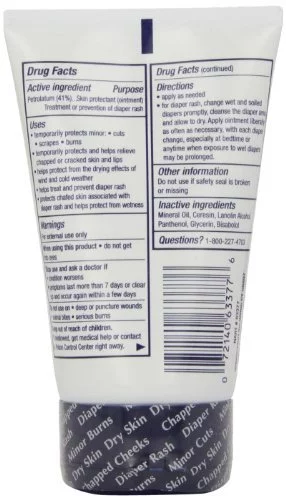 Drug Facts
Active ingredient Purpose
Petrolatum (41%). Skin protectant (ointment)
Treatment or prevention of diaper rash
Uses
• temporarily protects minor: • cuts
• scrapes • burns
• temporarily protects and helps relieve
chapped or cracked skin and lips
• helps protect from the drying effects of
wind and cold weather
• helps treat and prevent diaper rash
• protects chafed skin associated with
diaper rash and helps protect from wetness
Warnings
For external use only
When using this product • do not get
into eyes
Stop use and ask a doctor if
• condition worsens
• symptoms last more than 7 days or clear
up and occur again within a few days
Do not use on • deep or puncture wounds
• animal bites • serious burns
Keep out of reach of children.
If swallowed, get medical help or contact
a Poison Control Center right away.
Drug Facts (continued)
Directions
• apply as needed
• for diaper rash, change wet and soiled
diapers promptly, cleanse the diaper area,
and allow to dry. Apply ointment liberally
as often as necessary, with each diaper
change, especially at bedtime or
anytime when exposure to wet diapers
may be prolonged.
Other information
Do not use if safety seal is broken
or missing
Inactive ingredients
Mineral Oil, Ceresin, Lanolin Alcohol,
Panthenol, Glycerin, Bisabolol
Questions? 1-800-227-4703
0 72140 63377 6
Minor Burns
Dry Skin
Chapped Cheeks
Diaper Rash
Dry Skin
Minor Cuts
Chapped
Diaper Rash
Minor Burns
Dry Skin